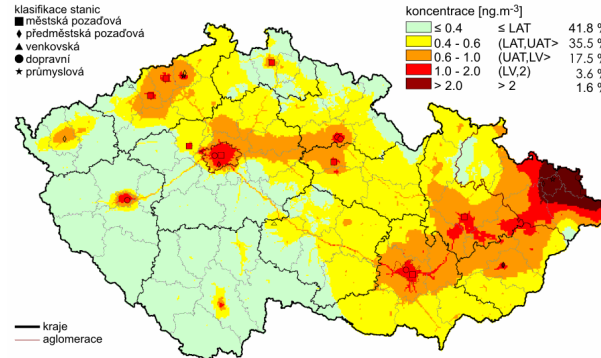 klasifikace stanic
městská pozaďová
předměstská pozaďová
venkovská
dopravní
průmyslová
koncentrace [ng.m-3]
≤ 0.4 ≤ LAT 41.8 %
0.4 - 0.6 (LAT,UAT> 35.5 %
0.6 - 1.0 (UAT,LV> 17.5 %
1.0 - 2.0 (LV,2) 3.6 %
> 2.0 > 2 1.6 %
kraje
aglomerace